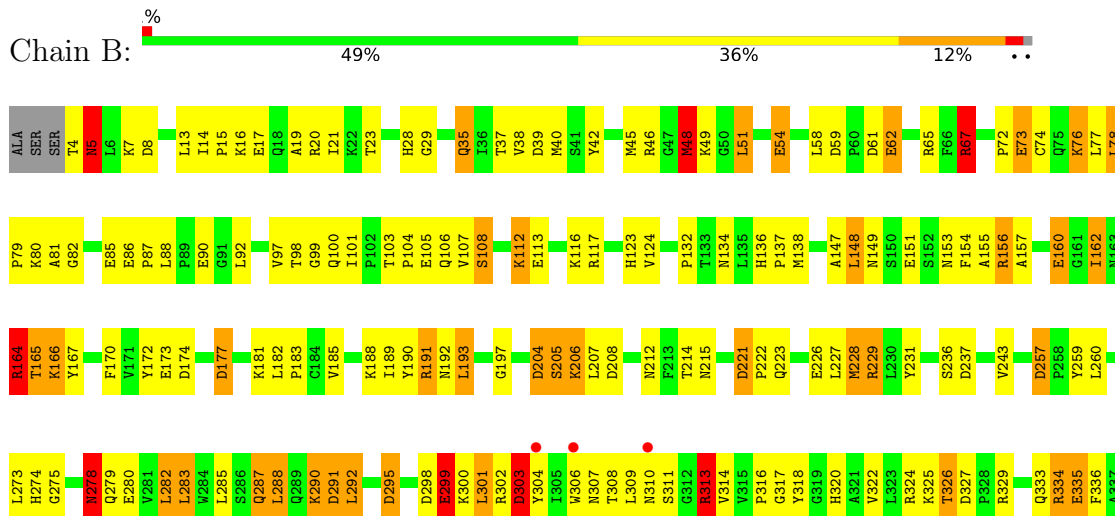 .%
Chain B:
49% 36% 12% ..
ALA SER SER T4 N5 L6 K7 D8 L13 I14 P15 K16 E17 Q18 A19 R20 I21 K22 T23 H28 G29 Q35 I36 T37 V38 D39 M40 S41 Y42 M45 R46 G47 M48 K49 G50 L51 E54 L58 D59 P60 D61 E62 R65 F66 R67 P72 E73 C74 Q75 K76 L77 L78
P79 K80 A81 G82 E85 E86 P87 L88 P89 E90 G91 L92 V97 T98 G99 Q100 I101 P102 T103 P104 E105 Q106 V107 S108 K112 E113 K116 R117 H123 V124 P132 T133 N134 L135 H136 P137 M138 A147 L148 N149 S150 E151 S152 N153 F154 A155 R156 A157 E160 G161 I162 N163
R164 T165 K166 Y167 F170 V171 Y172 E173 D174 D177 K181 L182 P183 C184 V185 K188 I189 Y190 R191 N192 L193 G197 D204 S205 K206 L207 D208 N212 F213 T214 N215 D221 P222 Q223 E226 L227 M228 R229 L230 Y231 S236 D237 V243 D257 P258 Y259 L260
L273 H274 G275 N278 Q279 E280 V281 L282 L283 W284 L285 S286 Q287 L288 Q289 K290 D291 L292 D295 D298 E299 K300 L301 R302 D303 Y304 I305 W306 N307 T308 L309 N310 S311 G312 R313 V314 V315 P316 G317 Y318 G319 H320 A321 V322 L323 R324 K325 T326 D327 P328 R329 Q333 R334 E335 F336 A337